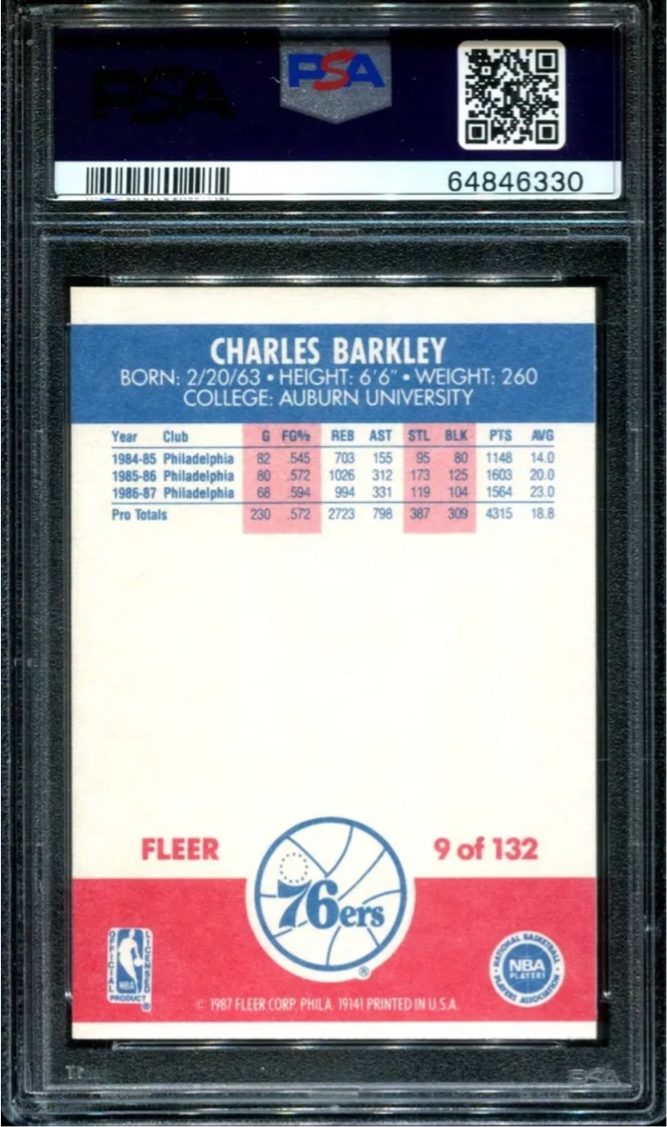 PSA
PSA
64846330
CHARLES BARKLEY
BORN: 2/20/63 • HEIGHT: 6'6" • WEIGHT: 260
COLLEGE: AUBURN UNIVERSITY
Year Club G FG% REB AST STL BLK PTS AVG
1984-85 Philadelphia 82 .545 703 155 95 80 1148 14.0
1985-86 Philadelphia 80 .572 1026 312 173 125 1603 20.0
1986-87 Philadelphia 68 .594 994 331 119 104 1564 23.0
Pro Totals 230 .572 2723 798 387 309 4315 18.8
FLEER 9 of 132
76ers
®
OFFICIAL LICENSED
NBA
PRODUCT
®
NATIONAL BASKETBALL
NBA
PLAYERS
PLAYERS ASSOCIATION
© 1987 FLEER CORP. PHILA. 19141 PRINTED IN U.S.A.
PSA